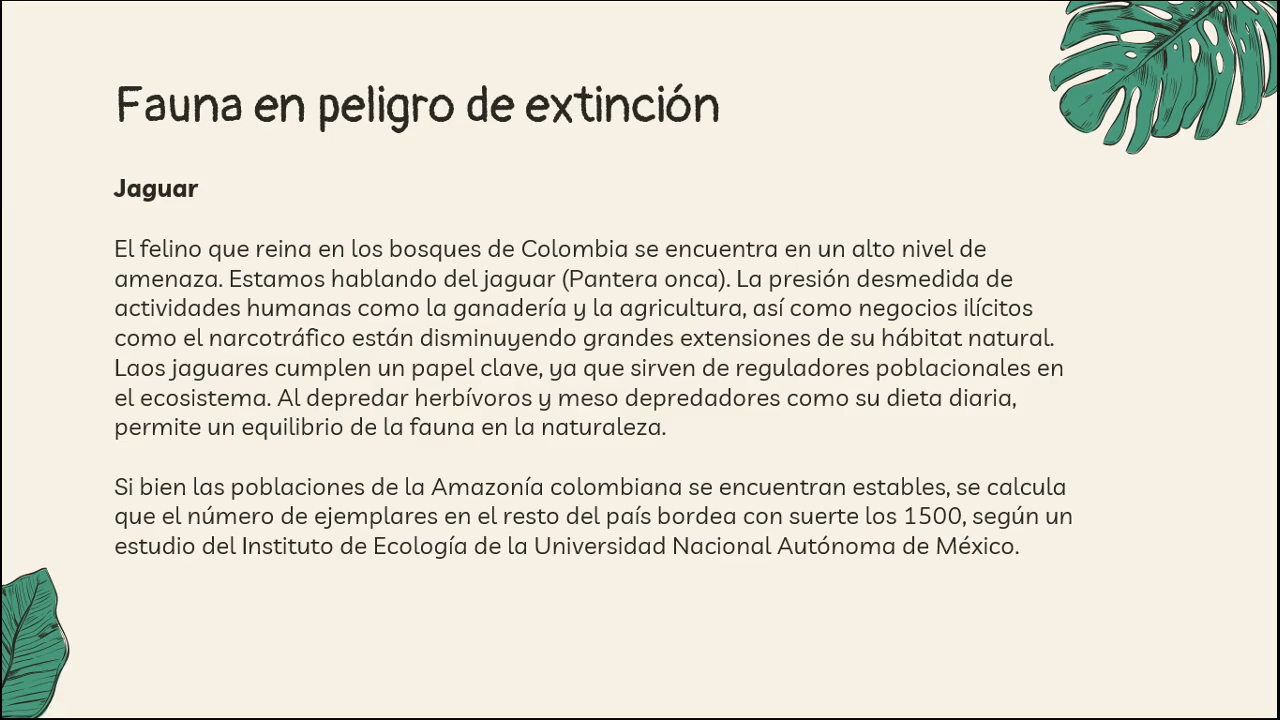 Fauna en peligro de extinción
Jaguar
El felino que reina en los bosques de Colombia se encuentra en un alto nivel de
amenaza. Estamos hablando del jaguar (Pantera onca). La presión desmedida de
actividades humanas como la ganadería y la agricultura, así como negocios ilícitos
como el narcotráfico están disminuyendo grandes extensiones de su hábitat natural.
Laos jaguares cumplen un papel clave, ya que sirven de reguladores poblacionales en
el ecosistema. Al depredar herbívoros y meso depredadores como su dieta diaria,
permite un equilibrio de la fauna en la naturaleza.
Si bien las poblaciones de la Amazonía colombiana se encuentran estables, se calcula
que el número de ejemplares en el resto del país bordea con suerte los 1500, según un
estudio del Instituto de Ecología de la Universidad Nacional Autónoma de México.